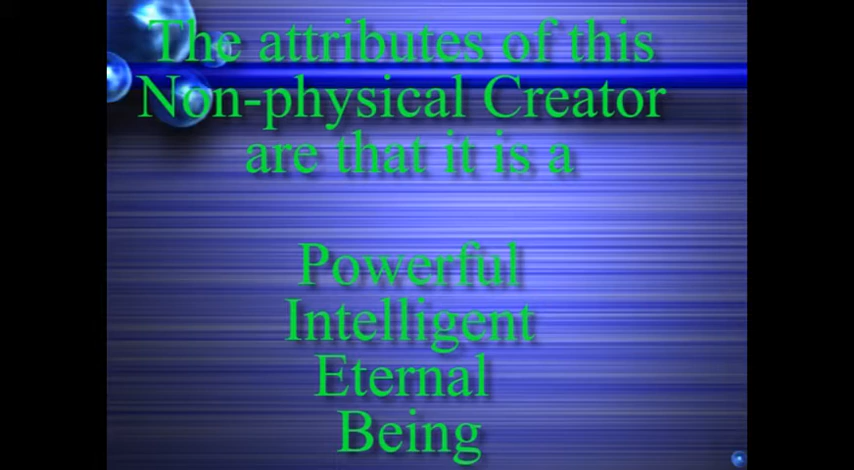 The attributes of this
Non-physical Creator
are that it is a
Powerful
Intelligent
Eternal
Being